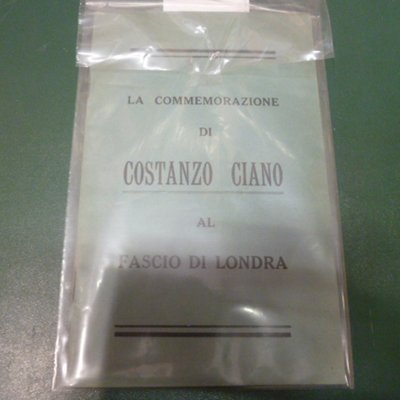 LA COMMEMORAZIONE
DI
COSTANZO CIANO
AL
FASCIO DI LONDRA